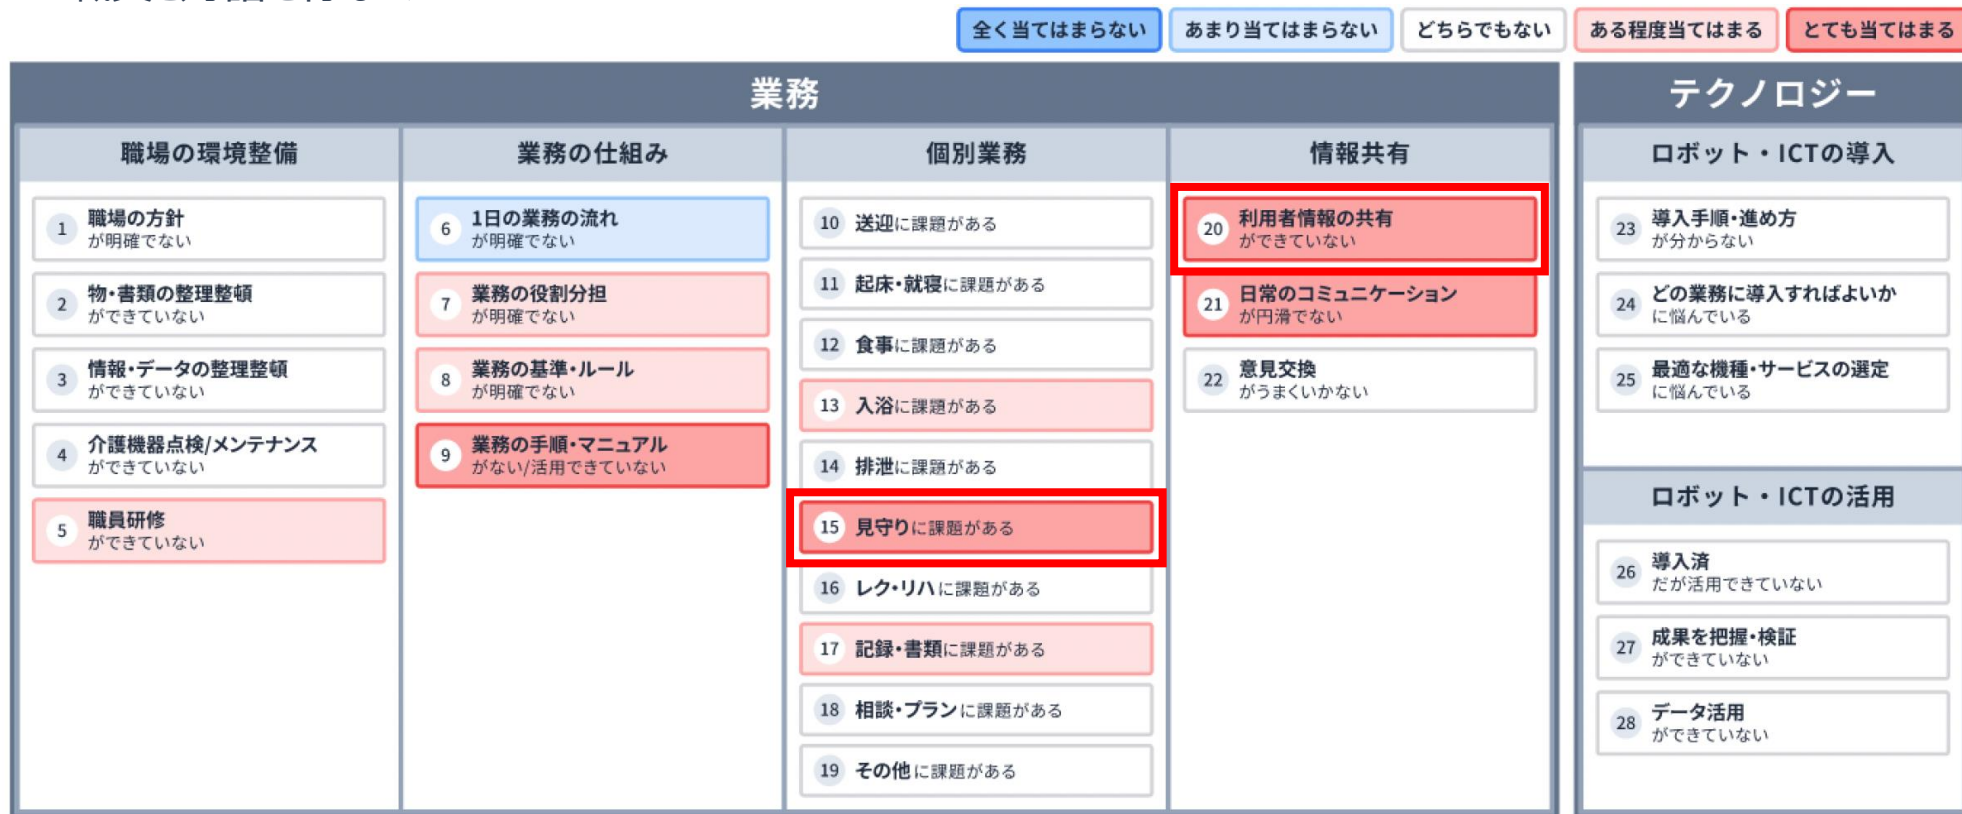 全く当てはまらない
あまり当てはまらない
どちらでもない
ある程度当てはまる
とても当てはまる
業務
職場の環境整備
1 職場の方針
が明確でない
2 物・書類の整理整頓
ができていない
3 情報・データの整理整頓
ができていない
4 介護機器点検/メンテナンス
ができていない
5 職員研修
ができていない
業務の仕組み
6 1日の業務の流れ
が明確でない
7 業務の役割分担
が明確でない
8 業務の基準・ルール
が明確でない
9 業務の手順・マニュアル
がない/活用できていない
個別業務
10 送迎に課題がある
11 起床・就寝に課題がある
12 食事に課題がある
13 入浴に課題がある
14 排泄に課題がある
15 見守りに課題がある
16 レク・リハに課題がある
17 記録・書類に課題がある
18 相談・プランに課題がある
19 その他に課題がある
情報共有
20 利用者情報の共有
ができていない
21 日常のコミュニケーション
が円滑でない
22 意見交換
がうまくいかない
テクノロジー
ロボット・ICTの導入
23 導入手順・進め方
が分からない
24 どの業務に導入すればよいか
に悩んでいる
25 最適な機種・サービスの選定
に悩んでいる
ロボット・ICTの活用
26 導入済
だが活用できていない
27 成果を把握・検証
ができていない
28 データ活用
ができていない